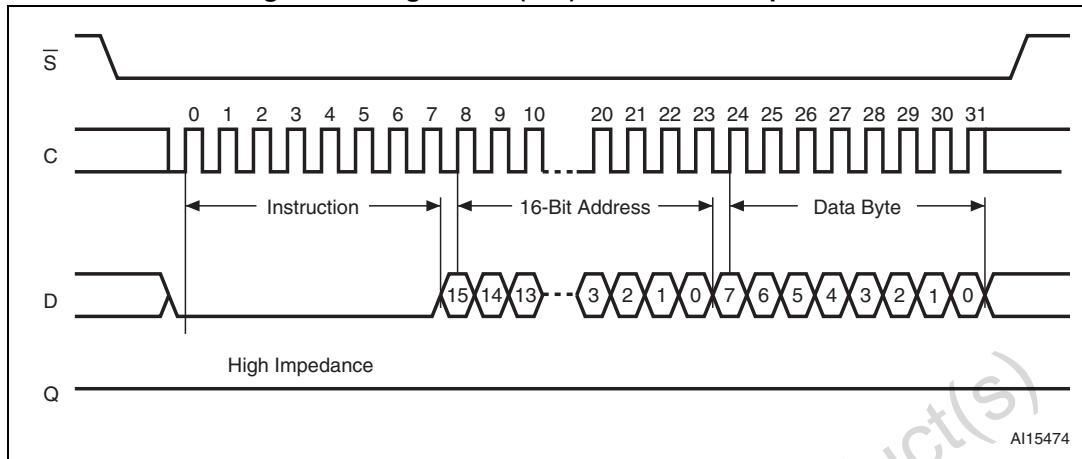 S
0 1 2 3 4 5 6 7 8 9 10 20 21 22 23 24 25 26 27 28 29 30 31
C
Instruction 16-Bit Address Data Byte
D
15 14 13 3 2 1 0 7 6 5 4 3 2 1 0
High Impedance
Q
AI15474